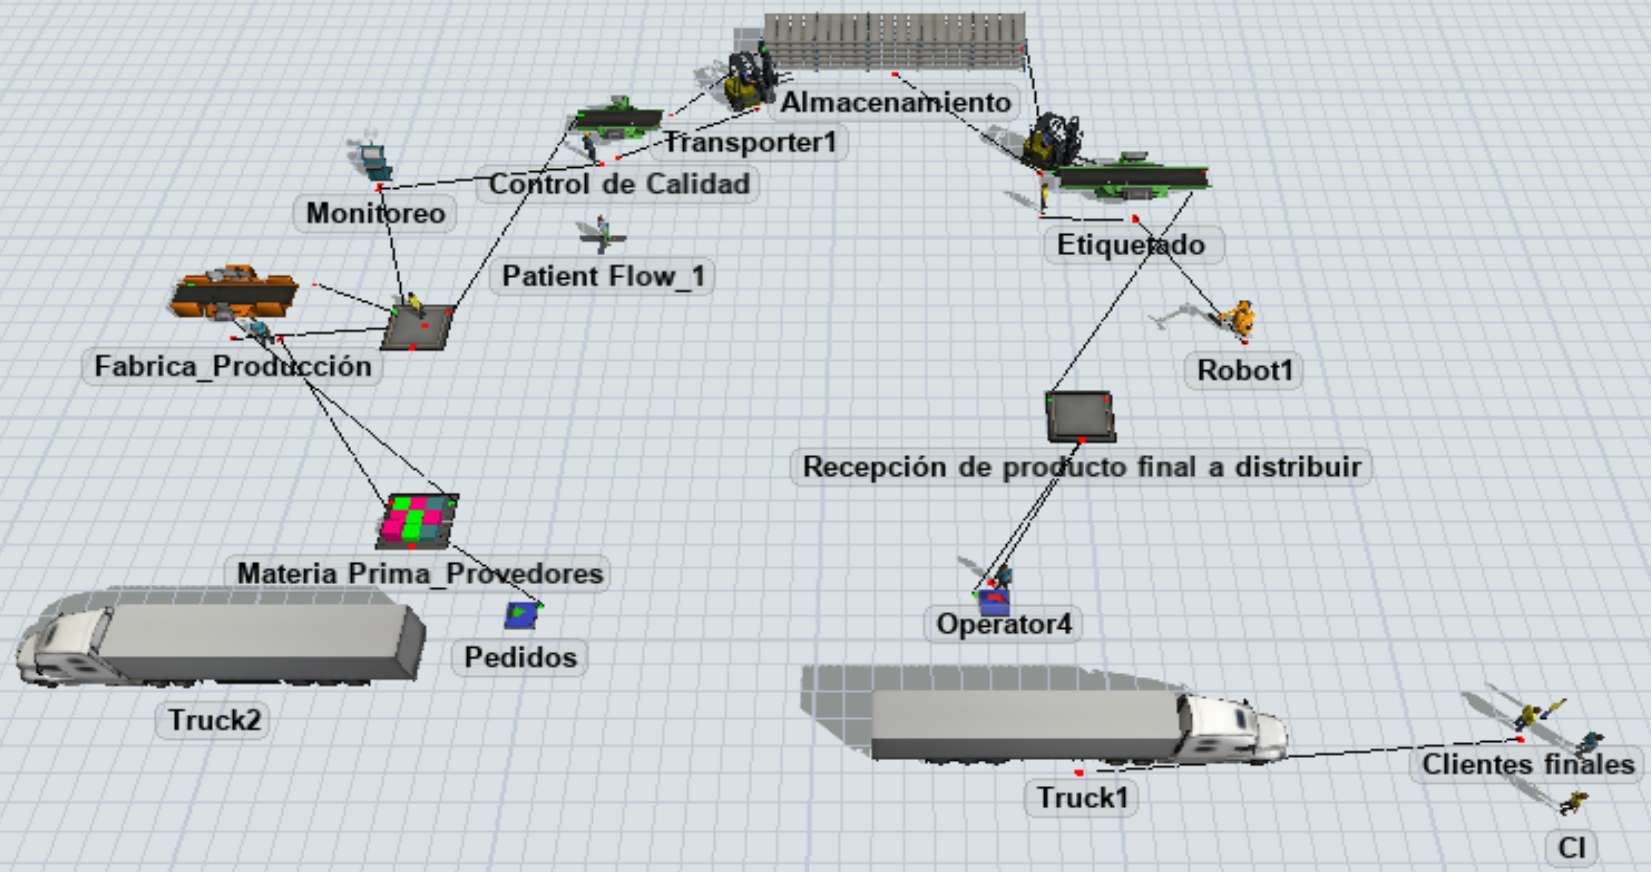 Almacenamiento
Transporter1
Control de Calidad
Monitoreo
Etiquetado
Patient Flow_1
Fabrica_Producción
Robot1
Recepción de producto final a distribuir
Materia Prima_Provedores
Operator4
Pedidos
Truck2
Clientes finales
Truck1
Cl